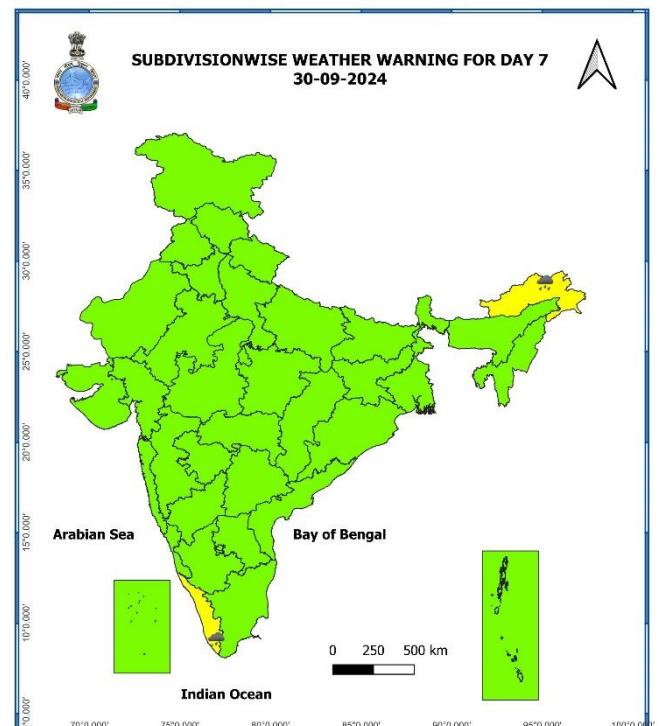 SUBDIVISIONWISE WEATHER WARNING FOR DAY 7
30-09-2024
40°0.000'
35°0.000'
30°0.000'
25°0.000'
20°0.000'
15°0.000'
10°0.000'
°0.000'
Arabian Sea
Bay of Bengal
0 250 500 km
Indian Ocean
70°0.000' 75°0.000' 80°0.000' 85°0.000' 90°0.000' 95°0.000' 100°0.000'